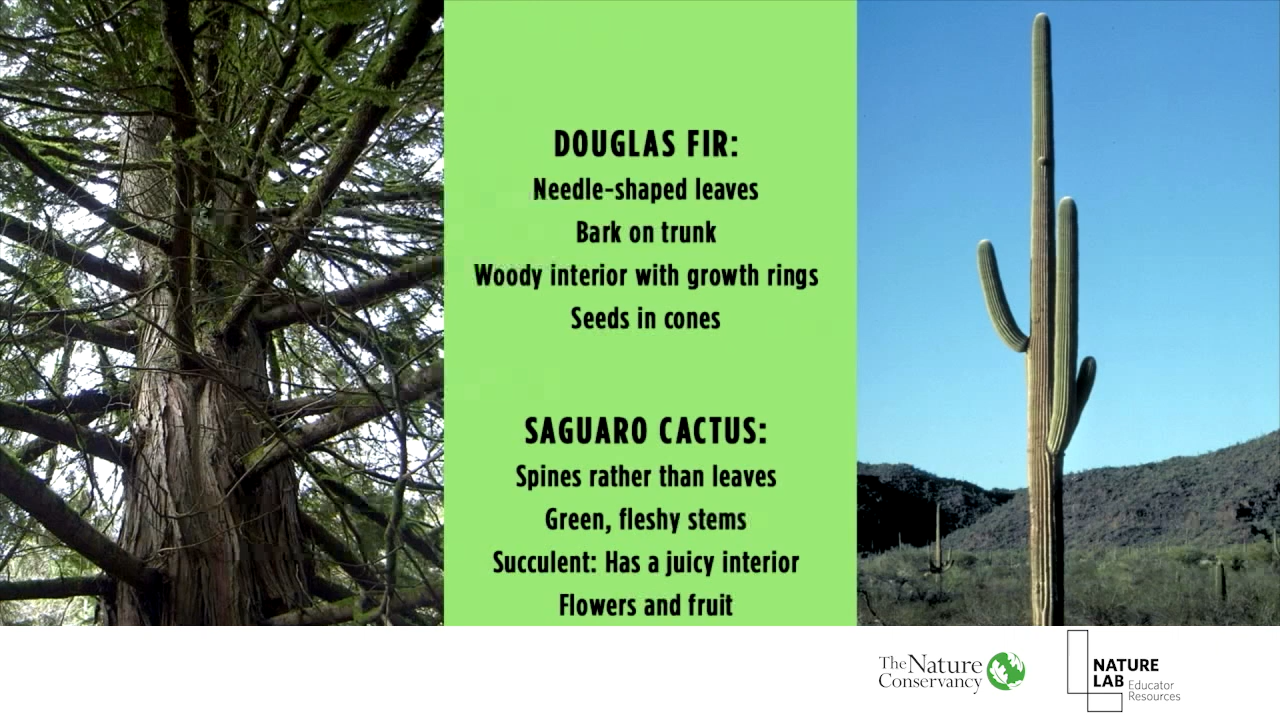 DOUGLAS FIR:
Needle-shaped leaves
Bark on trunk
Woody interior with growth rings
Seeds in cones
SAGUARO CACTUS:
Spines rather than leaves
Green, fleshy stems
Succulent: Has a juicy interior
Flowers and fruit
The Nature
Conservancy
NATURE
LAB Educator
Resources